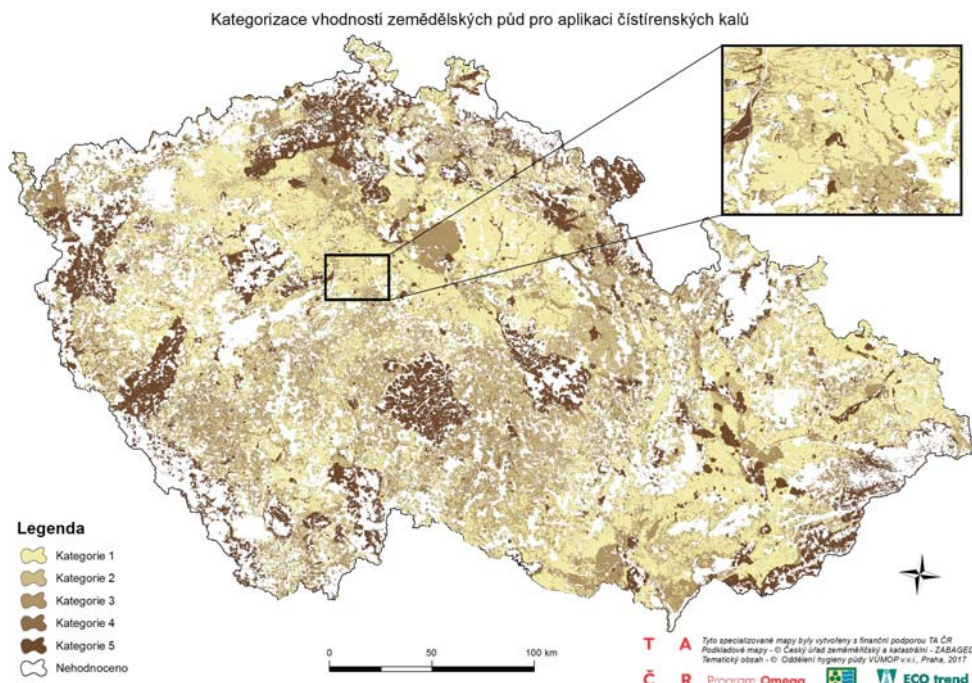 Kategorizace vhodnosti zemědělských půd pro aplikaci čístírenských kalů
Legenda
Kategorie 1
Kategorie 2
Kategorie 3
Kategorie 4
Kategorie 5
Nehodnoceno
0 50 100 km
T A
Č R
Tyto specializované mapy byly vytvořeny s finanční podporou TA ČR
Podkladové mapy - © Český úřad zeměměřičský a katastrální - ZABAGED
Tematický obsah - © Oddělení hygieny půdy VÚMOP v.v.i., Praha, 2017
Program Omega
ECO trend